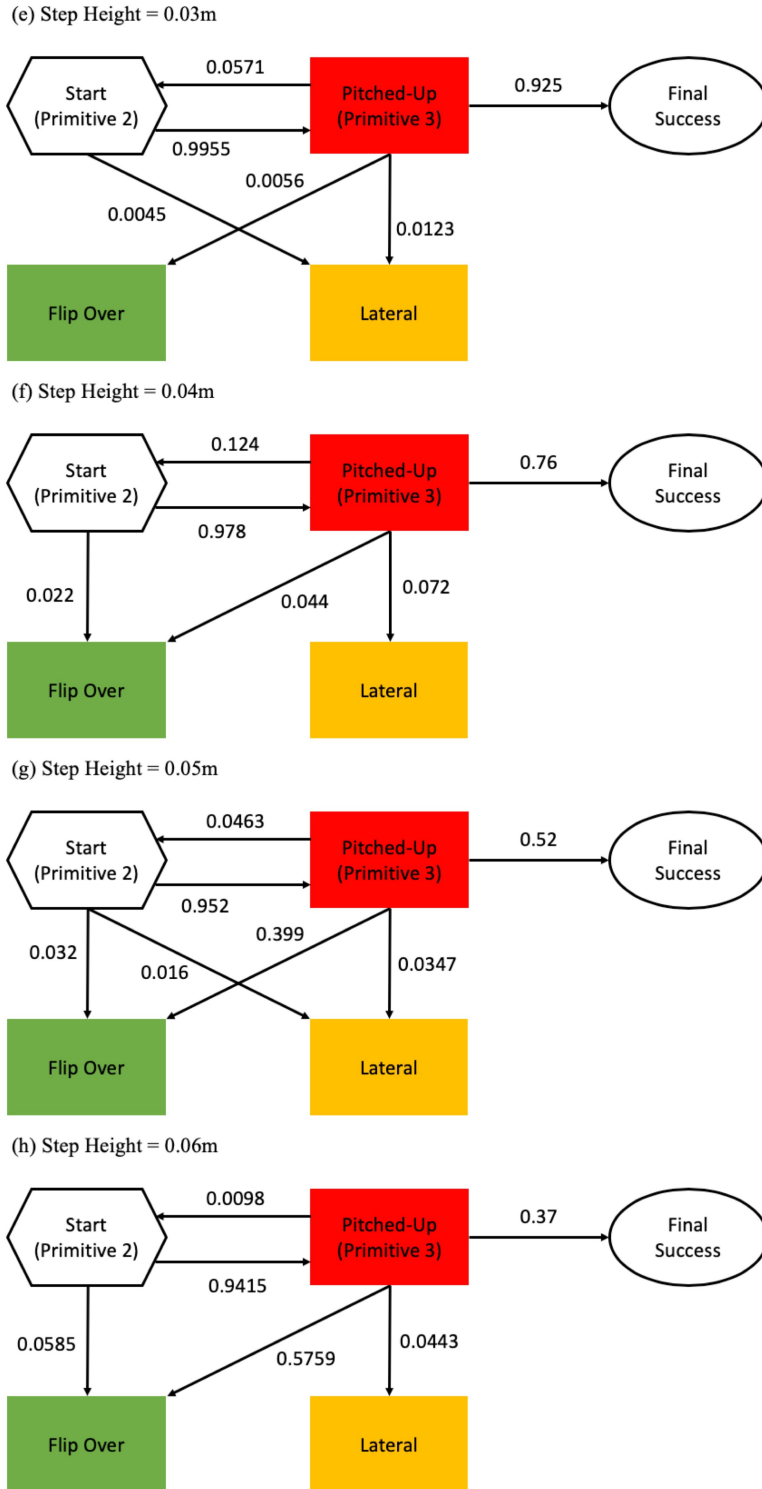 (e) Step Height = 0.03m
0.0571
0.925
Start
(Primitive 2)
Pitched-Up
(Primitive 3)
Final
Success
0.9955
0.0056
0.0045
0.0123
Flip Over
Lateral
(f) Step Height = 0.04m
0.124
0.76
Start
(Primitive 2)
Pitched-Up
(Primitive 3)
Final
Success
0.978
0.022
0.044
0.072
Flip Over
Lateral
(g) Step Height = 0.05m
0.0463
0.52
Start
(Primitive 2)
Pitched-Up
(Primitive 3)
Final
Success
0.952
0.399
0.032
0.016
0.0347
Flip Over
Lateral
(h) Step Height = 0.06m
0.0098
0.37
Start
(Primitive 2)
Pitched-Up
(Primitive 3)
Final
Success
0.9415
0.0585
0.5759
0.0443
Flip Over
Lateral